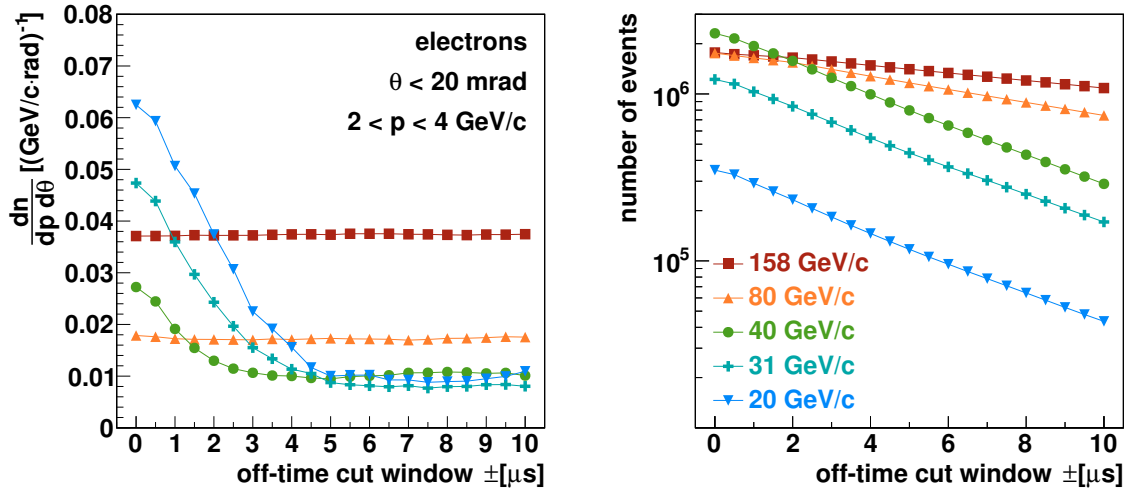 0.08
0.07
0.06
0.05
0.04
0.03
0.02
0.01
0
dn
dp dθ
[(GeV/c·rad)⁻¹]
electrons
θ < 20 mrad
2 < p < 4 GeV/c
0 1 2 3 4 5 6 7 8 9 10
off-time cut window ±[μs]
number of events
10⁶
10⁵
158 GeV/c
80 GeV/c
40 GeV/c
31 GeV/c
20 GeV/c
0 2 4 6 8 10
off-time cut window ±[μs]